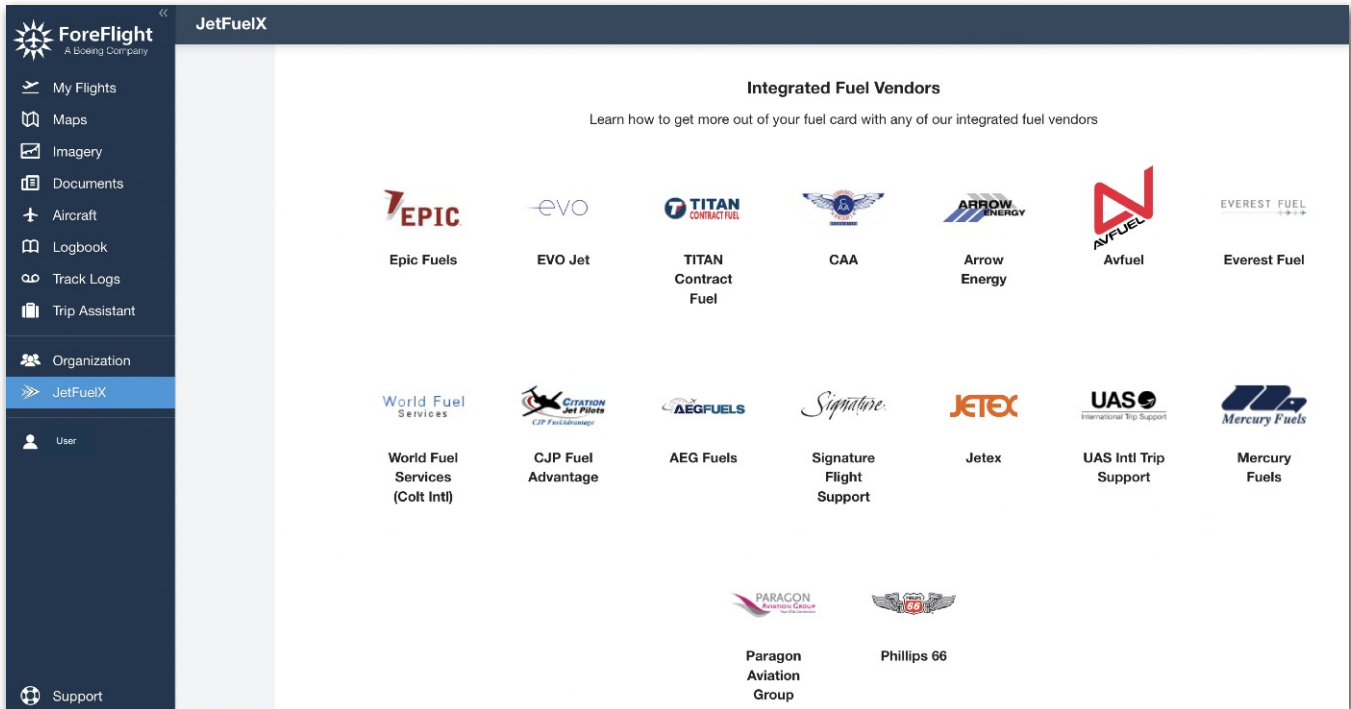 ForeFlight
A Boeing Company
My Flights
Maps
Imagery
Documents
Aircraft
Logbook
Track Logs
Trip Assistant
Organization
JetFuelX
User
Support
JetFuelX
Integrated Fuel Vendors
Learn how to get more out of your fuel card with any of our integrated fuel vendors
EPIC
evo
TITAN
CONTRACT FUEL
CAA
ARROW
ENERGY
AVFUEL
EVEREST FUEL
Epic Fuels
EVO Jet
TITAN
Contract
Fuel
CAA
Arrow
Energy
Avfuel
Everest Fuel
World Fuel
Services
CITATION
Jet Pilots
CJP Fuel Advantage
AEGFUELS
Signature
JETEX
UAS
International Trip Support
Mercury Fuels
World Fuel
Services
(Colt Intl)
CJP Fuel
Advantage
AEG Fuels
Signature
Flight
Support
Jetex
UAS Intl Trip
Support
Mercury
Fuels
PARAGON
AVIATION GROUP
PHILLIPS
66
Paragon
Aviation
Group
Phillips 66